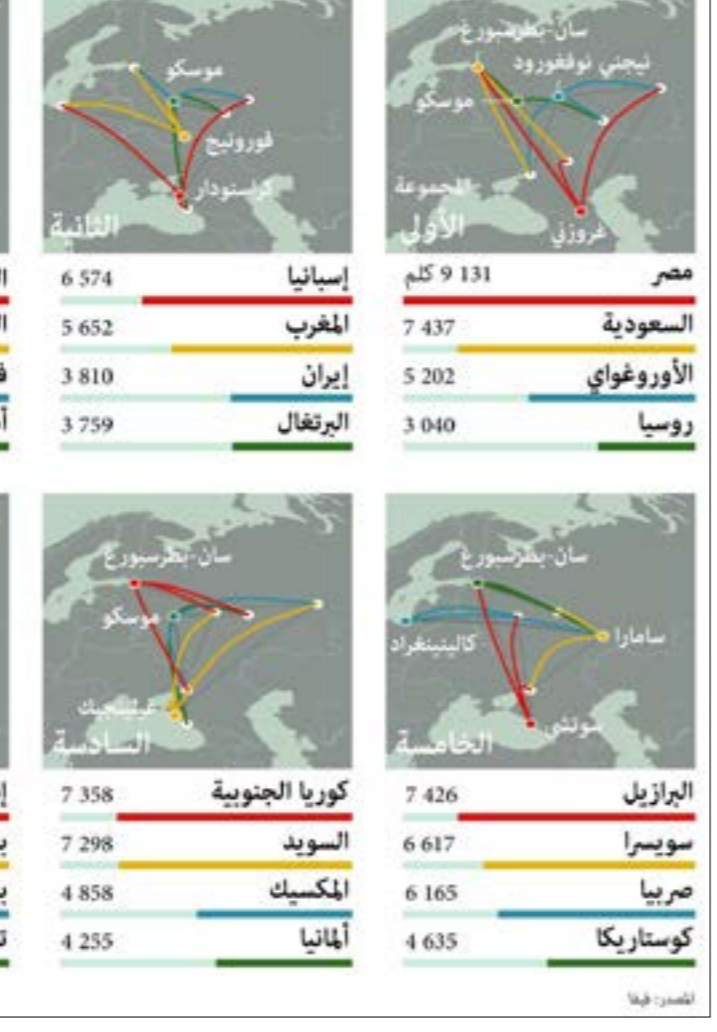 سان-بطرسبورغ
نيجني نوفغورود
موسكو
المجموعة
الأولى
غروزني
مصر 131 9 كلم
السعودية 437 7
الأوروغواي 202 5
روسيا 040 3
موسكو
فورونيج
كراسنودار
الثانية
إسبانيا 574 6
المغرب 652 5
إيران 810 3
البرتغال 759 3
سان-بطرسبورغ
سامارا
كالينينغراد
سوتشي
الخامسة
البرازيل 426 7
سويسرا 617 6
صربيا 165 6
كوستاريكا 635 4
سان-بطرسبورغ
موسكو
غيلينجيك
السادسة
كوريا الجنوبية 358 7
السويد 298 7
المكسيك 858 4
ألمانيا 255 4
المصدر: فيفا